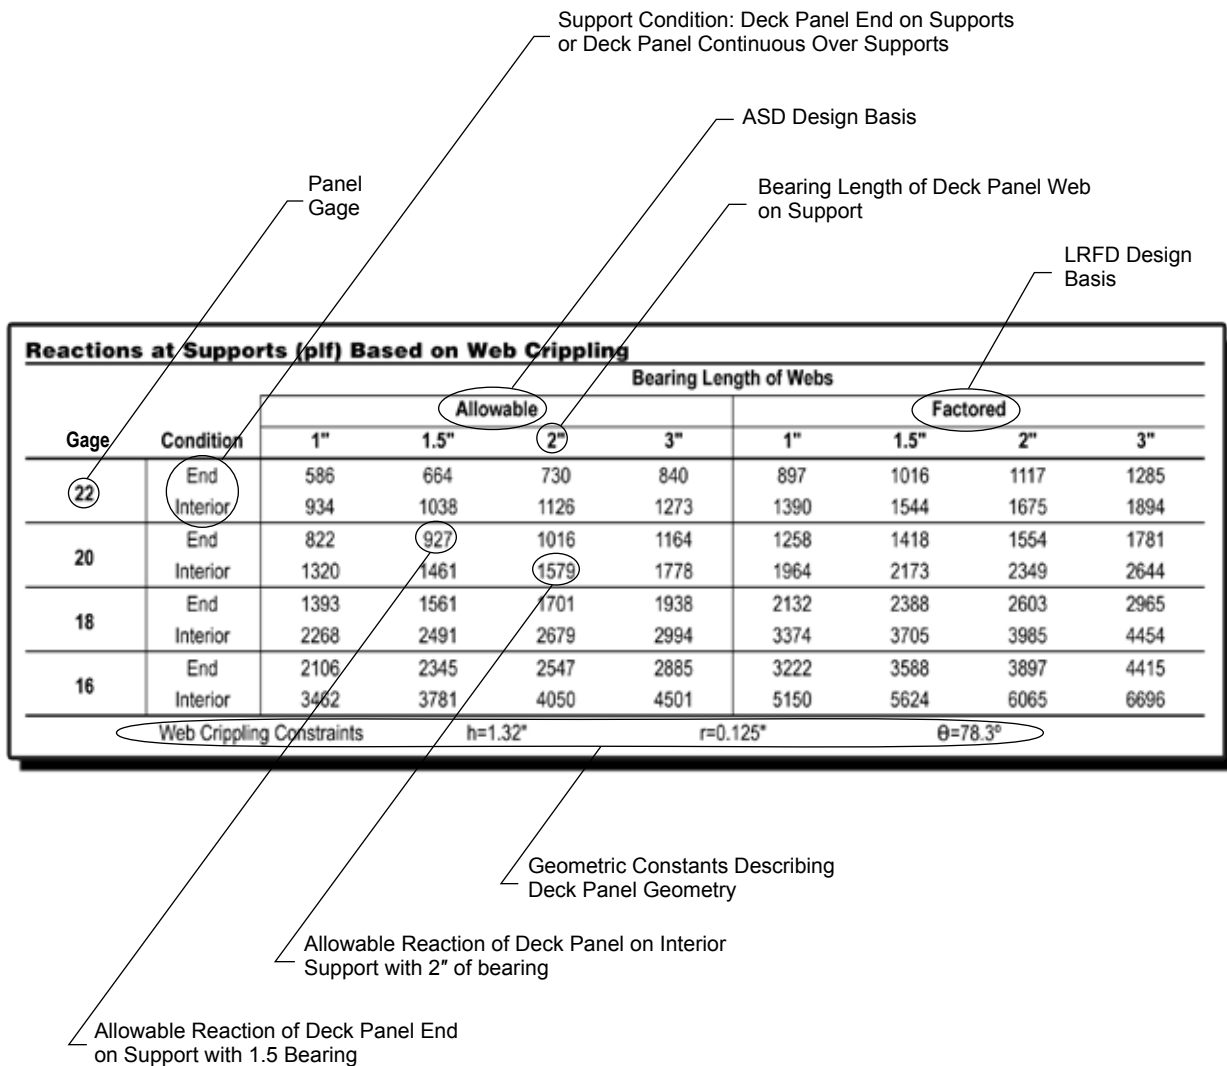 Support Condition: Deck Panel End on Supports
or Deck Panel Continuous Over Supports
ASD Design Basis
Panel
Gage
Bearing Length of Deck Panel Web
on Support
LRFD Design
Basis
Reactions at Supports (plf) Based on Web Crippling
Bearing Length of Webs
Allowable Factored
Gage Condition 1" 1.5" 2" 3" 1" 1.5" 2" 3"
22 End 586 664 730 840 897 1016 1117 1285
Interior 934 1038 1126 1273 1390 1544 1675 1894
20 End 822 927 1016 1164 1258 1418 1554 1781
Interior 1320 1461 1579 1778 1964 2173 2349 2644
18 End 1393 1561 1701 1938 2132 2388 2603 2965
Interior 2268 2491 2679 2994 3374 3705 3985 4454
16 End 2106 2345 2547 2885 3222 3588 3897 4415
Interior 3462 3781 4050 4501 5150 5624 6065 6696
Web Crippling Constraints h=1.32" r=0.125" θ=78.3º
Geometric Constants Describing
Deck Panel Geometry
Allowable Reaction of Deck Panel on Interior
Support with 2″ of bearing
Allowable Reaction of Deck Panel End
on Support with 1.5 Bearing